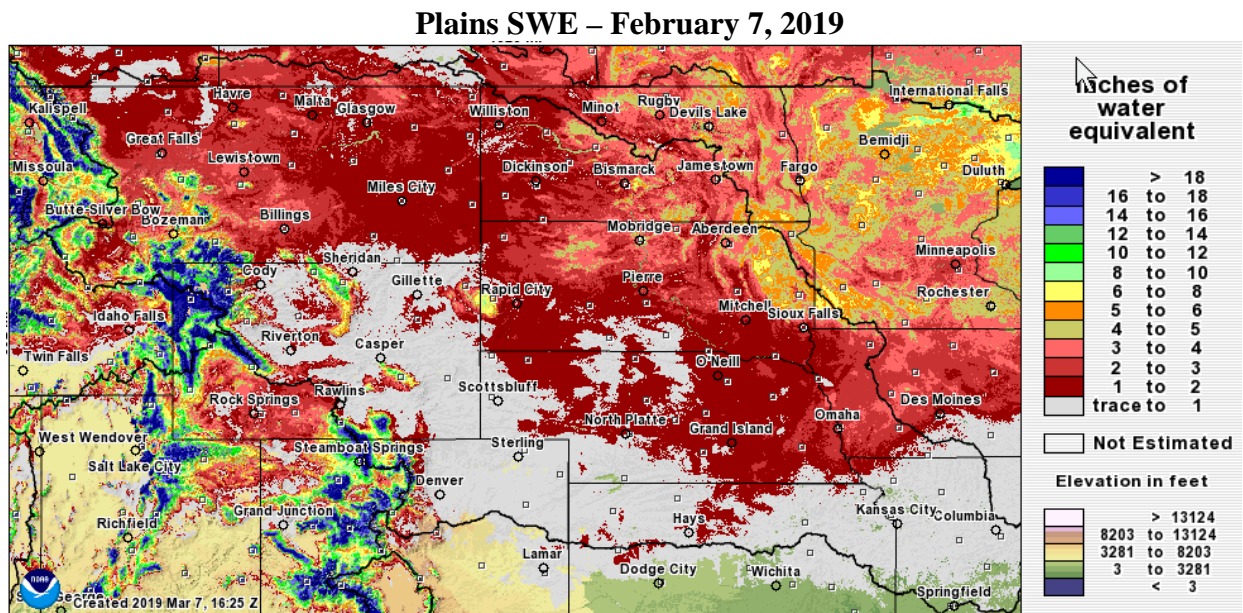 Plains SWE – February 7, 2019
Kalispell
Havre
Malta
Glasgow
Williston
Minot
Rugby
Devils Lake
International Falls
Great Falls
Bemidji
Missoula
Lewistown
Dickinson
Bismarck
Jamestown
Fargo
Duluth
Miles City
Butte-Silver Bow
Bozeman
Billings
Mobridge
Aberdeen
Minneapolis
Cody
Sheridan
Gillette
Rapid City
Pierre
Mitchell
Sioux Falls
Rochester
Idaho Falls
Riverton
Casper
Twin Falls
O'Neill
Rock Springs
Rawlins
Scottsbluff
North Platte
Grand Island
Omaha
Des Moines
West Wendover
Salt Lake City
Steamboat Springs
Sterling
Denver
Richfield
Grand Junction
Hays
Kansas City
Columbia
Lamar
Dodge City
Wichita
Springfield
George
NOAA
Created 2019 Mar 7, 16:25 Z
Inches of
water
equivalent
> 18
16 to 18
14 to 16
12 to 14
10 to 12
8 to 10
6 to 8
5 to 6
4 to 5
3 to 4
2 to 3
1 to 2
trace to 1
Not Estimated
Elevation in feet
> 13124
8203 to 13124
3281 to 8203
3 to 3281
< 3